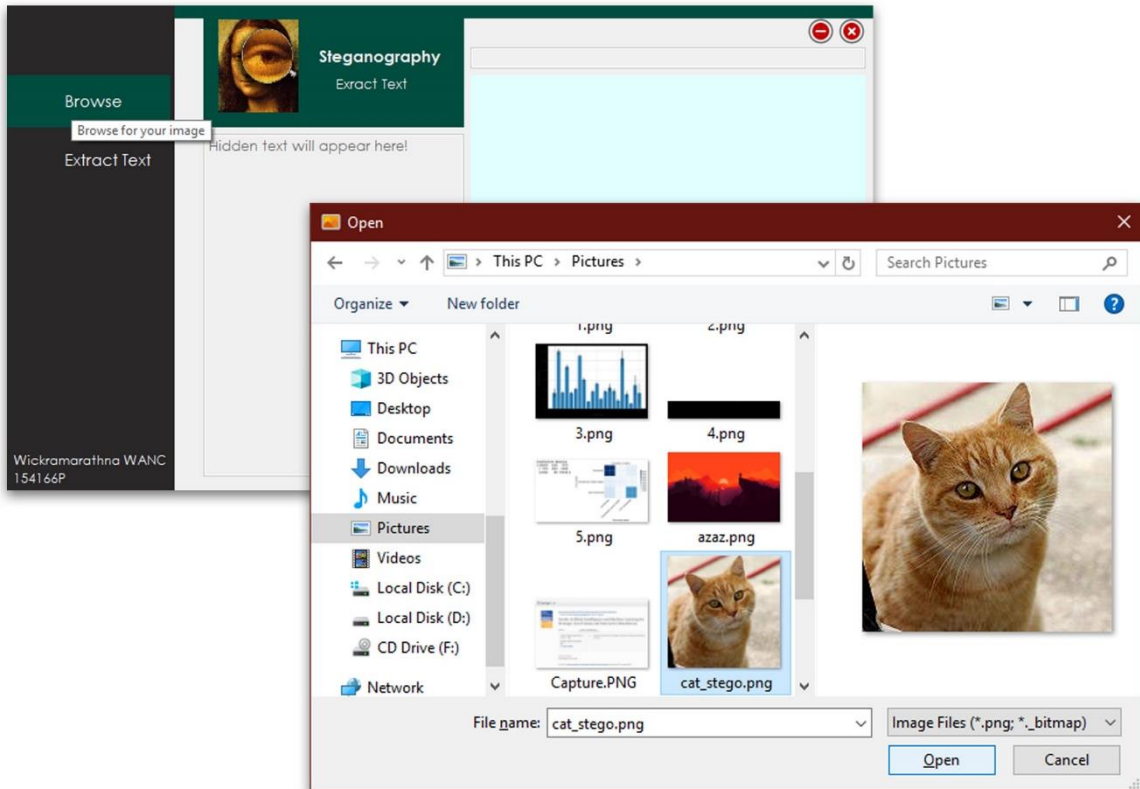 Steganography
Exract Text
Browse
Browse for your image
Extract Text
Hidden text will appear here!
Wickramarathna WANC
154166P
Open
This PC > Pictures >
Search Pictures
Organize
New folder
This PC
3D Objects
Desktop
Documents
Downloads
Music
Pictures
Videos
Local Disk (C:)
Local Disk (D:)
CD Drive (F:)
Network
1.png
2.png
3.png
4.png
5.png
azaz.png
Capture.PNG
cat_stego.png
File name:
cat_stego.png
Image Files (*.png; *._bitmap)
Open
Cancel